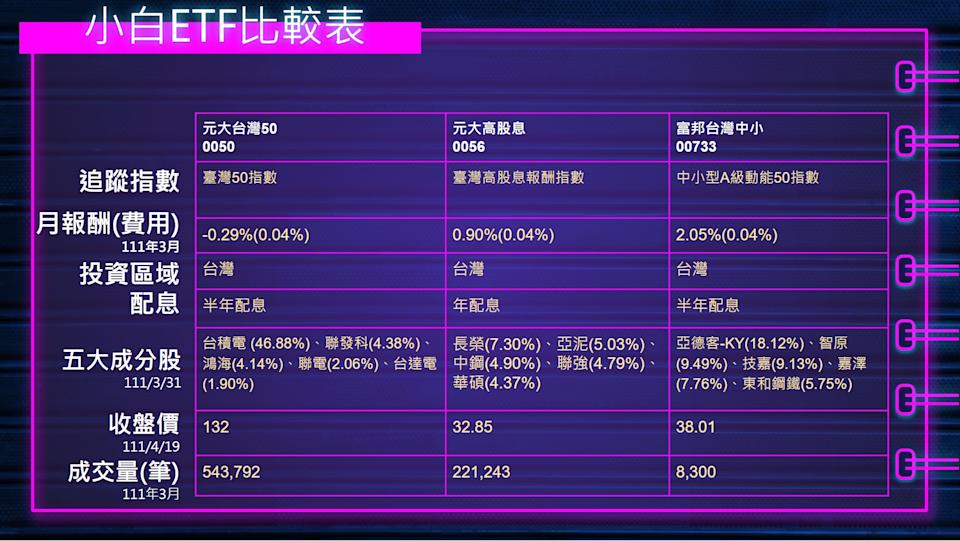 小白ETF比較表
元大台灣50
0050
元大高股息
0056
富邦台灣中小
00733
追蹤指數
臺灣50指數
臺灣高股息報酬指數
中小型A級動能50指數
月報酬(費用)
111年3月
-0.29%(0.04%)
0.90%(0.04%)
2.05%(0.04%)
投資區域
台灣
台灣
台灣
配息
半年配息
年配息
半年配息
五大成分股
111/3/31
台積電 (46.88%)、聯發科(4.38%)、
鴻海(4.14%)、聯電(2.06%)、台達電
(1.90%)
長榮(7.30%)、亞泥(5.03%)、
中鋼(4.90%)、聯強(4.79%)、
華碩(4.37%)
亞德客-KY(18.12%)、智原
(9.49%)、技嘉(9.13%)、嘉澤
(7.76%)、東和鋼鐵(5.75%)
收盤價
111/4/19
132
32.85
38.01
成交量(筆)
111年3月
543,792
221,243
8,300